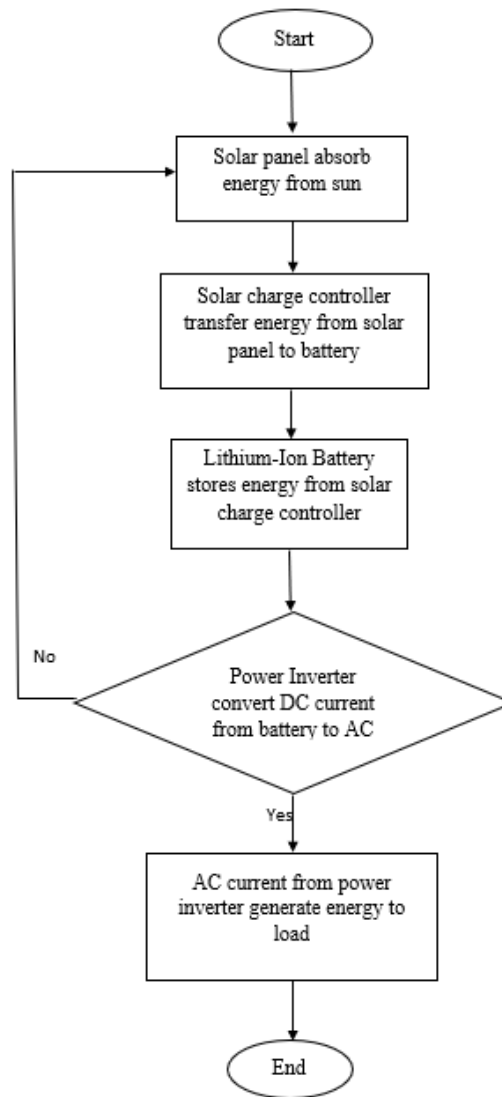 Start
Solar panel absorb
energy from sun
Solar charge controller
transfer energy from solar
panel to battery
Lithium-Ion Battery
stores energy from solar
charge controller
No
Power Inverter
convert DC current
from battery to AC
Yes
AC current from power
inverter generate energy to
load
End